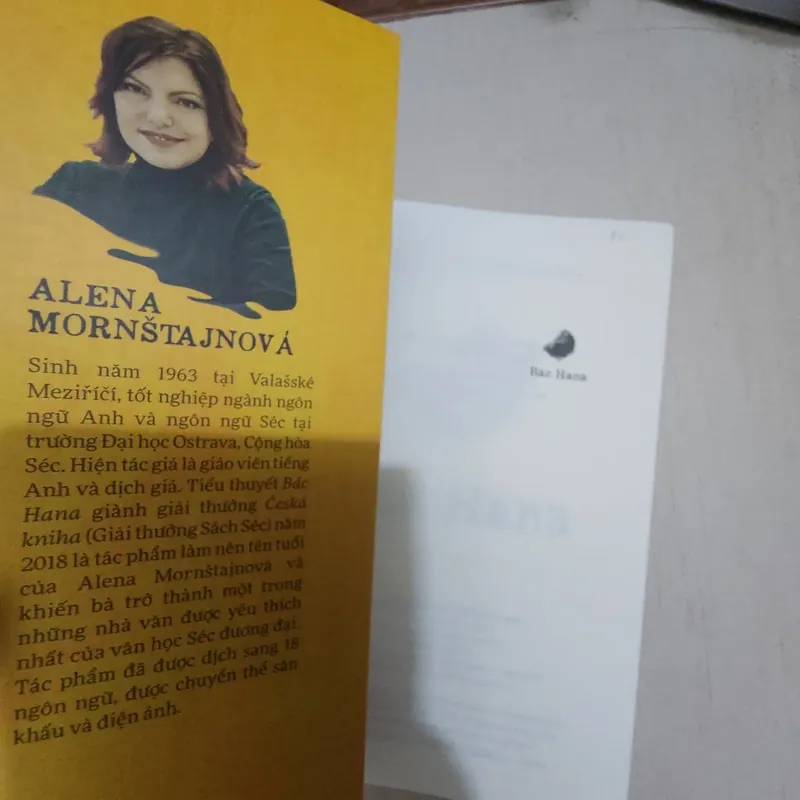 ALENA
MORNŠTAJNOVÁ
Sinh năm 1963 tại Valašské
Meziříčí, tốt nghiệp ngành ngôn
ngữ Anh và ngôn ngữ Séc tại
trường Đại học Ostrava, Cộng hòa
Séc. Hiện tác giả là giáo viên tiếng
Anh và dịch giả. Tiểu thuyết Bác
Hana giành giải thưởng Česká
kniha (Giải thưởng Sách Séc) năm
2018 là tác phẩm làm nên tên tuổi
của Alena Mornštajnová và
khiến bà trở thành một trong
những nhà văn được yêu thích
nhất của văn học Séc đương đại.
Tác phẩm đã được dịch sang 18
ngôn ngữ, được chuyển thể sân
khấu và điện ảnh.
Hana